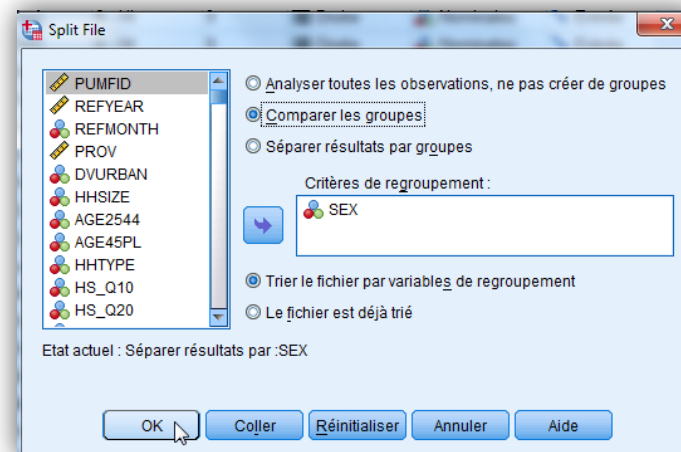 Split File
PUMFID
REFYEAR
REFMONTH
PROV
DVURBAN
HHSIZE
AGE2544
AGE45PL
HHTYPE
HS_Q10
HS_Q20
Analyser toutes les observations, ne pas créer de groupes
Comparer les groupes
Séparer résultats par groupes
Critères de regroupement :
SEX
Trier le fichier par variables de regroupement
Le fichier est déjà trié
Etat actuel : Séparer résultats par :SEX
OK
Coller
Réinitialiser
Annuler
Aide